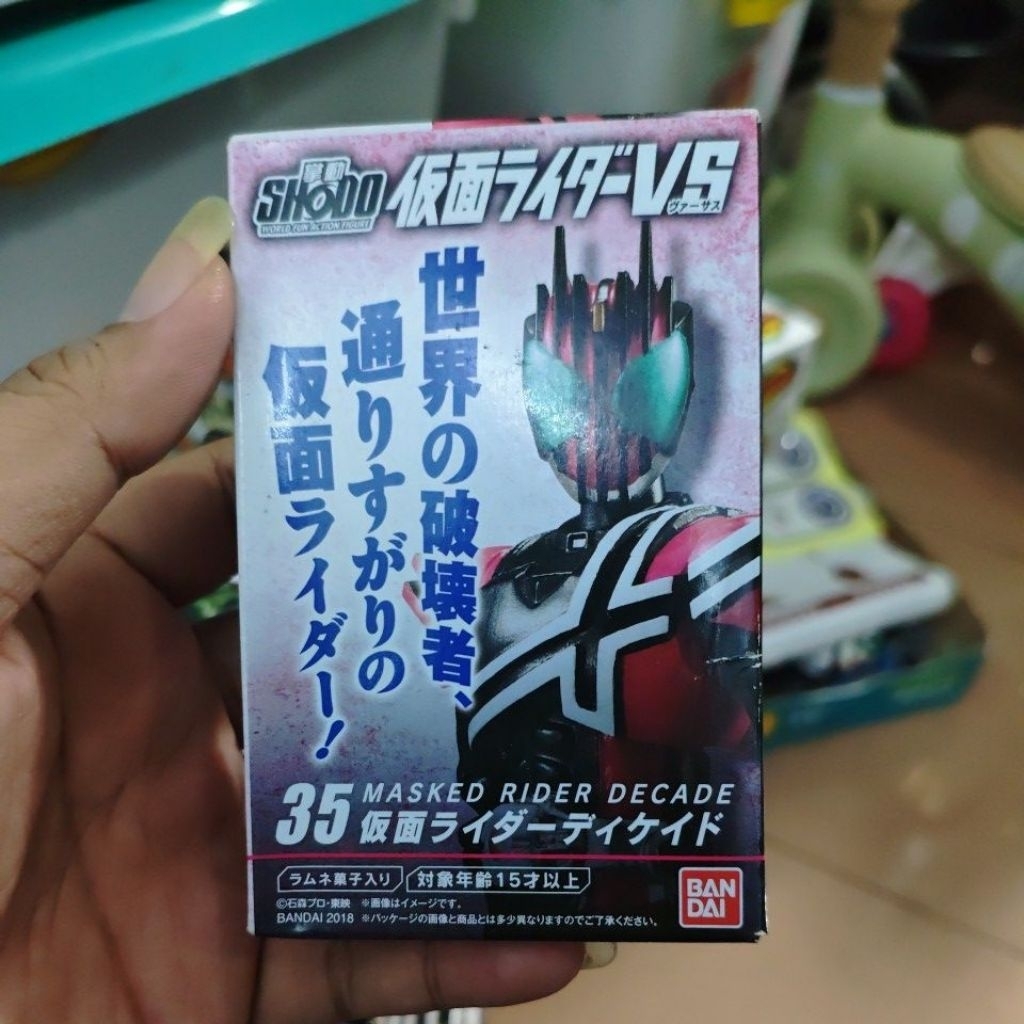 掌動
SHODO
WORLD FUN ACTION FIGURE
仮面ライダーVS
ヴァーサス
世界の破壊者、
通りすがりの
仮面ライダー!
35 MASKED RIDER DECADE
仮面ライダーディケイド
ラムネ菓子入り 対象年齢15才以上
©石森プロ・東映 ※画像はイメージです。
BANDAI 2018 ※パッケージの画像と商品とは多少異なりますのでご了承ください。
BAN
DAI